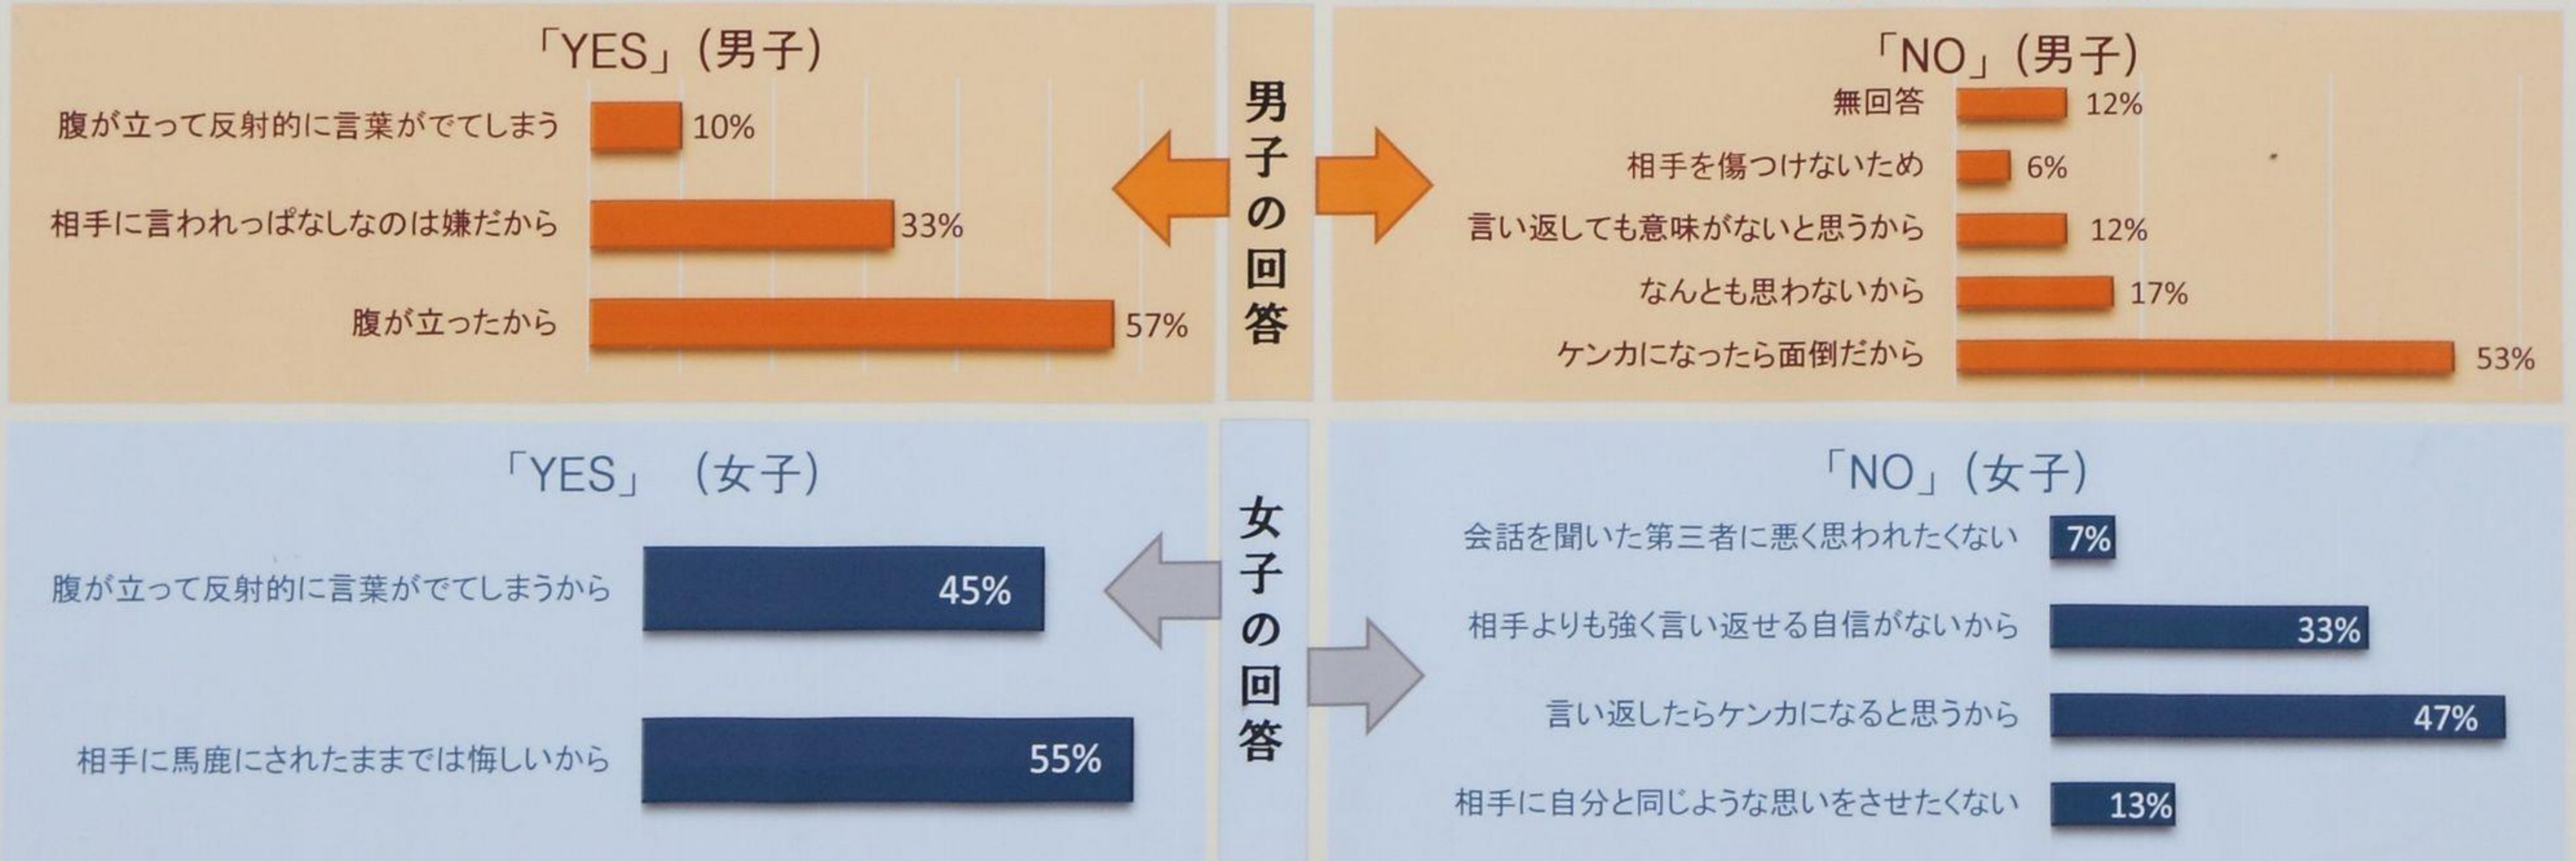 「YES」(男子)
腹が立って反射的に言葉がでてしまう 10%
相手に言われっぱなしなのは嫌だから 33%
腹が立ったから 57%
男子の回答
「NO」(男子)
無回答 12%
相手を傷つけないため 6%
言い返しても意味がないと思うから 12%
なんとも思わないから 17%
ケンカになったら面倒だから 53%
「YES」 (女子)
腹が立って反射的に言葉がでてしまうから 45%
相手に馬鹿にされたままでは悔しいから 55%
女子の回答
「NO」(女子)
会話を聞いた第三者に悪く思われたくない 7%
相手よりも強く言い返せる自信がないから 33%
言い返したらケンカになると思うから 47%
相手に自分と同じような思いをさせたくない 13%